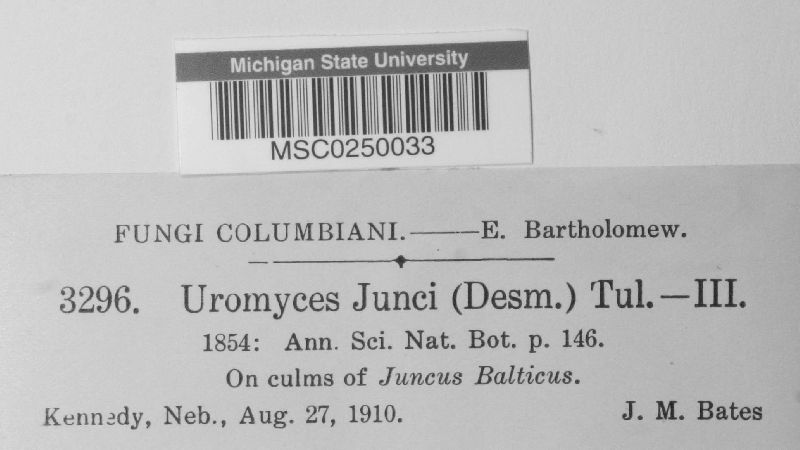 Michigan State University
MSC0250033
FUNGI COLUMBIANI.——E. Bartholomew.
3296. Uromyces Junci (Desm.) Tul.—III.
1854: Ann. Sci. Nat. Bot. p. 146.
On culms of Juncus Balticus.
Kennedy, Neb., Aug. 27, 1910. J. M. Bates